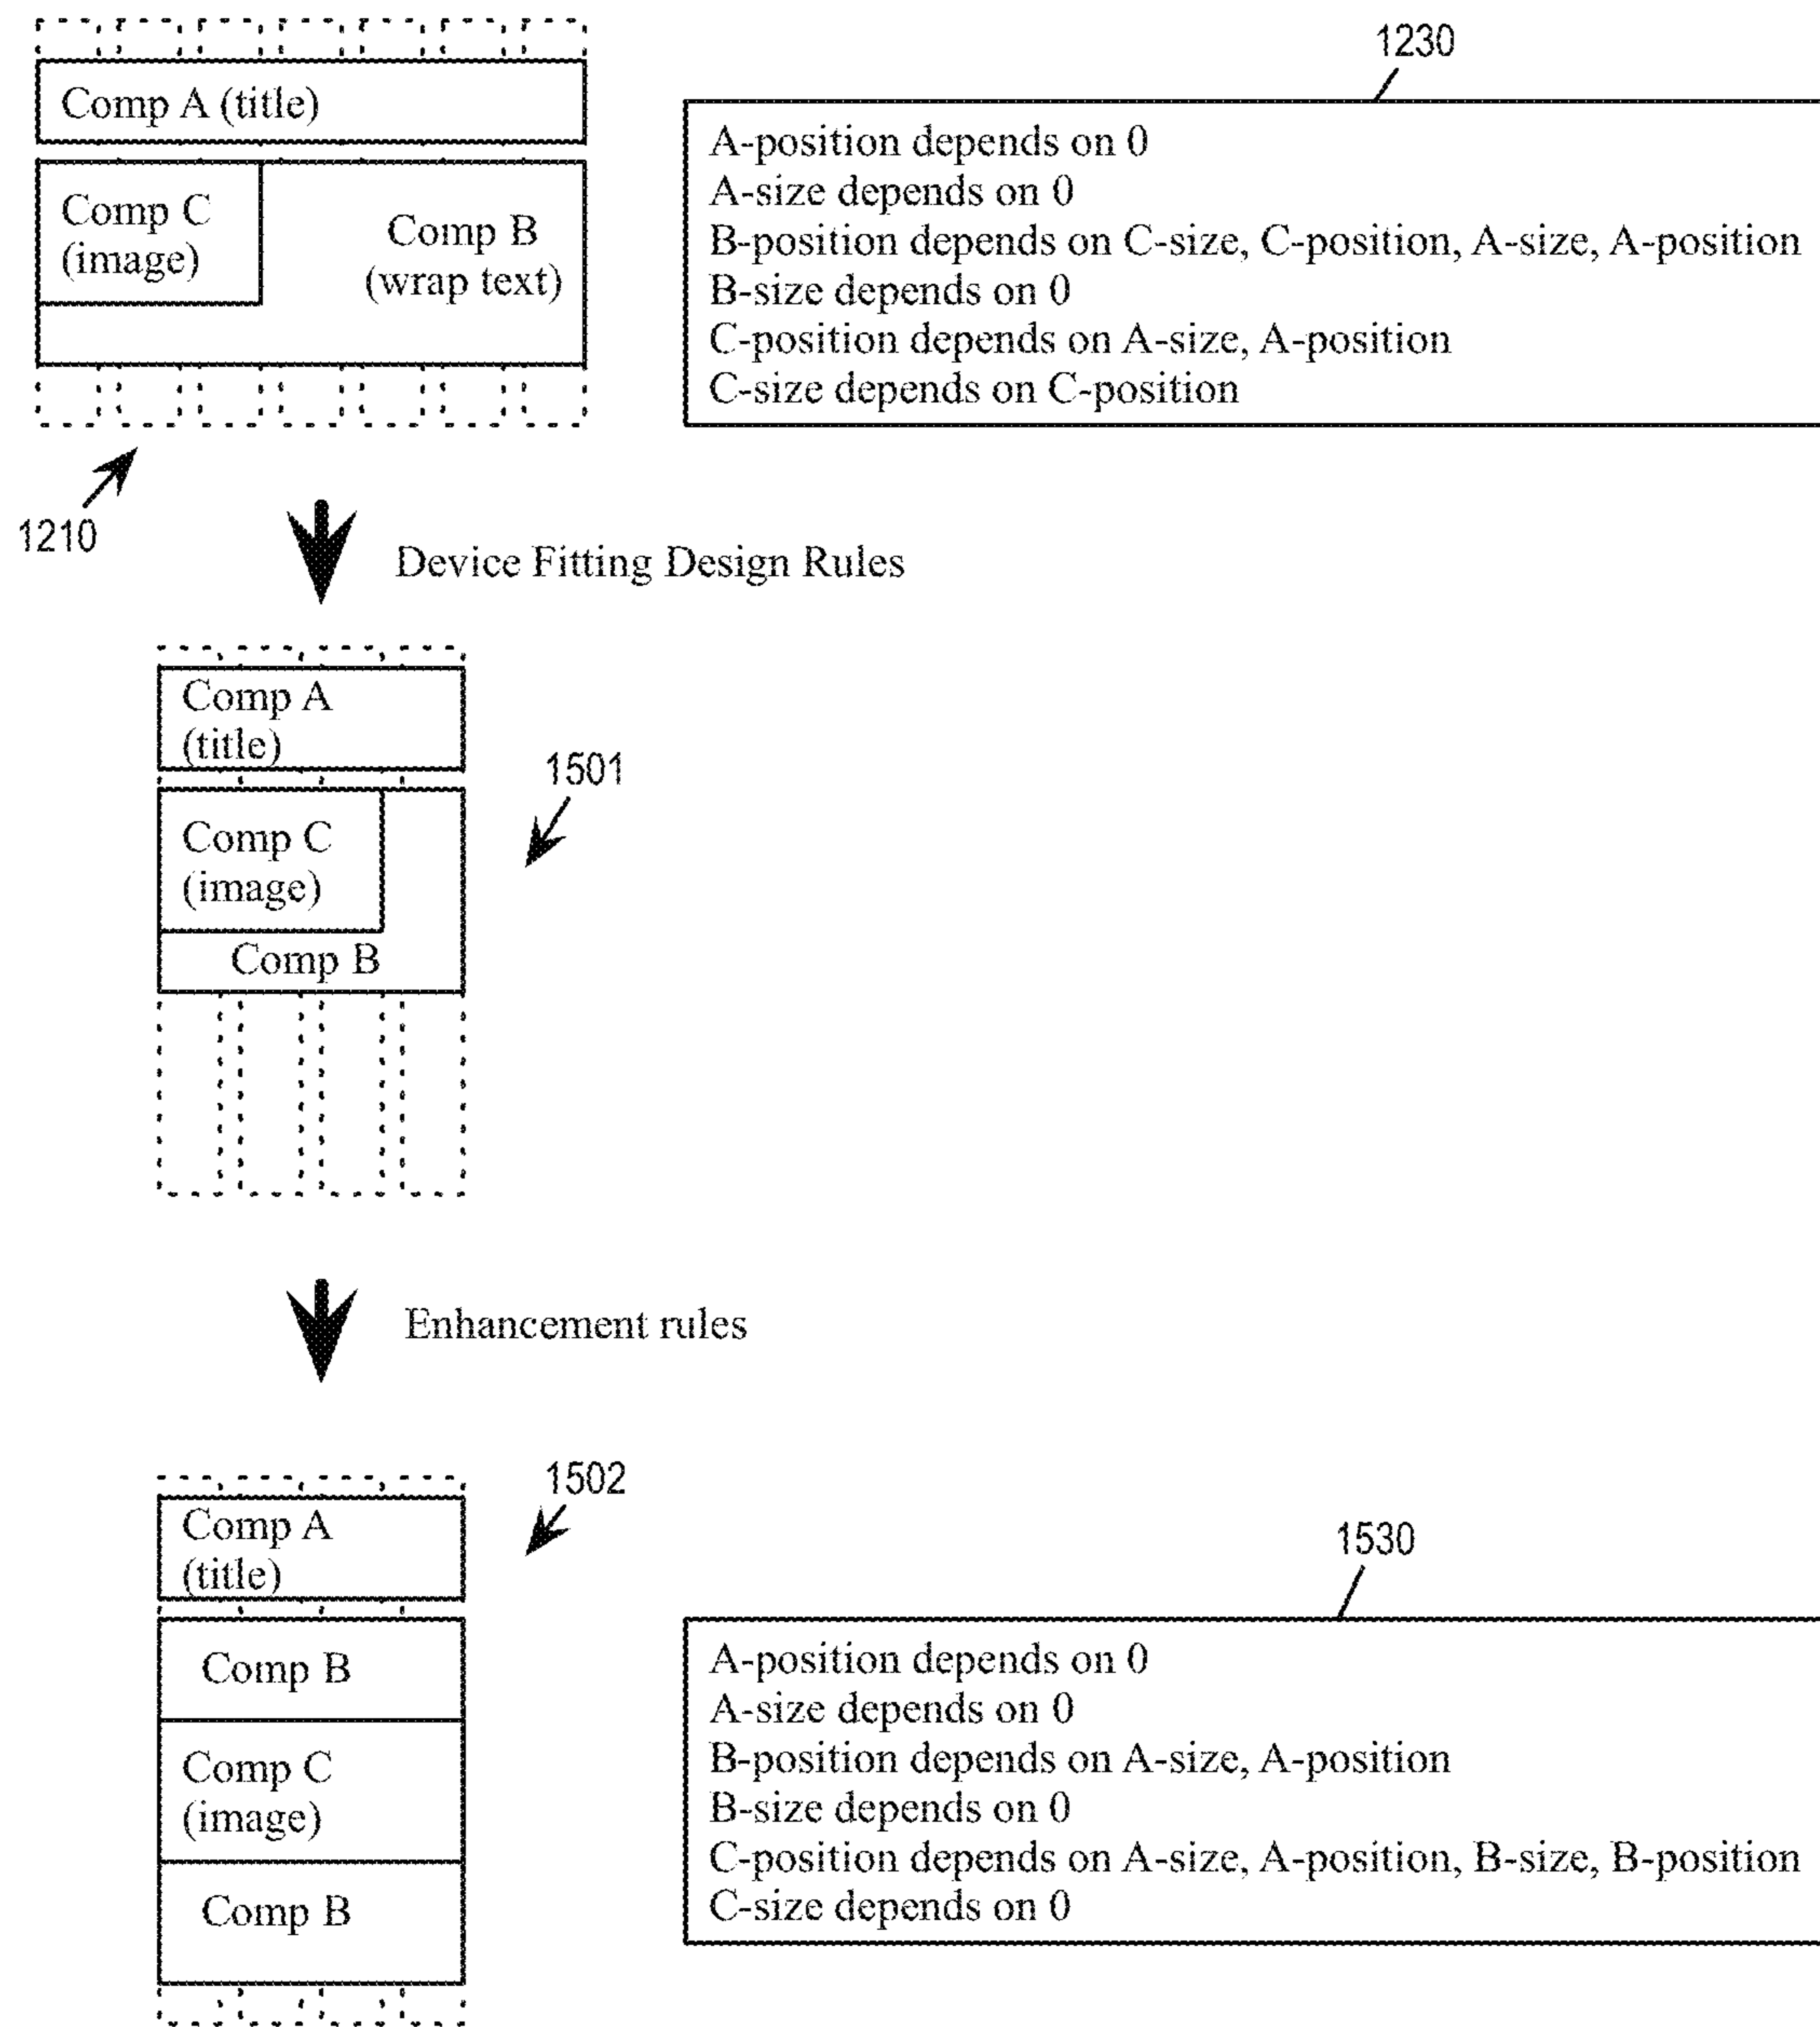 1230
Comp A (title)
A-position depends on 0
A-size depends on 0
B-position depends on C-size, C-position, A-size, A-position
B-size depends on 0
C-position depends on A-size, A-position
C-size depends on C-position
Comp C
(image)
Comp B
(wrap text)
1210
Device Fitting Design Rules
Comp A
(title)
1501
Comp C
(image)
Comp B
Enhancement rules
1502
Comp A
(title)
1530
Comp B
Comp C
(image)
Comp B
A-position depends on 0
A-size depends on 0
B-position depends on A-size, A-position
B-size depends on 0
C-position depends on A-size, A-position, B-size, B-position
C-size depends on 0